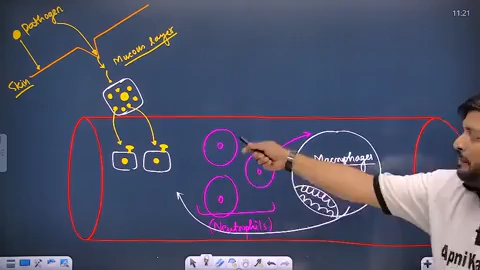 11:21
pathogen
Mucous layer
Skin
Macrophages
(Neutrophils)
Apni Ka